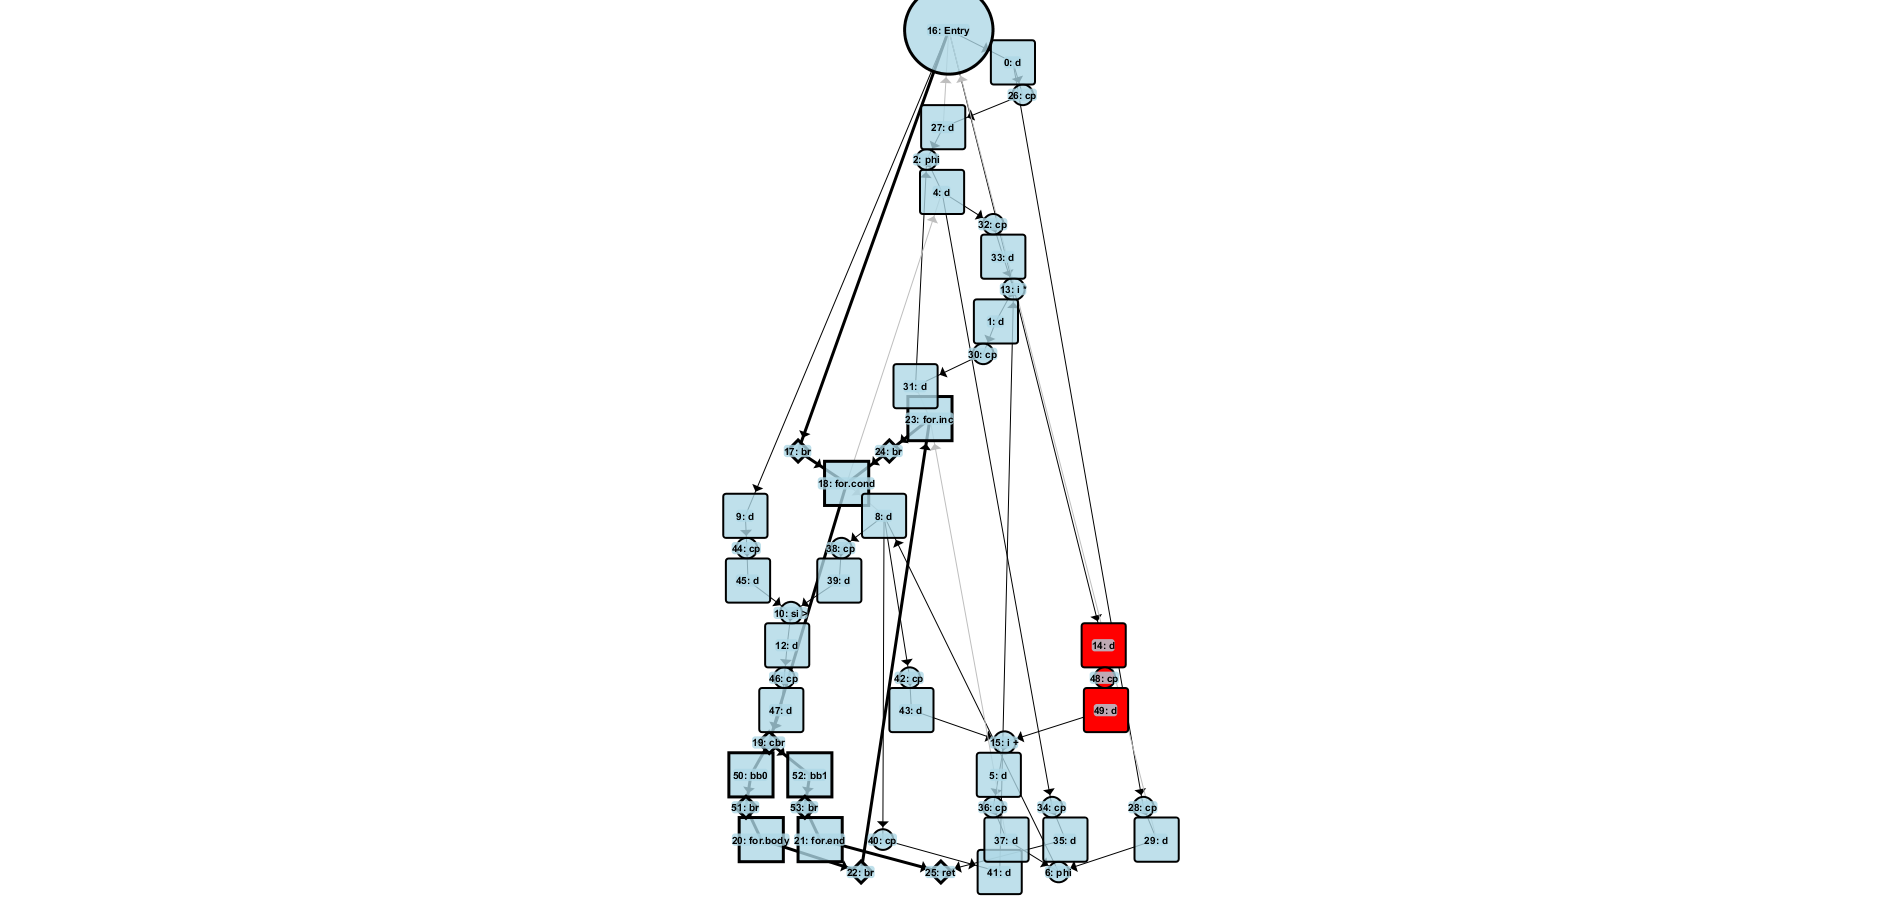 16: Entry
0: d
26: cp
27: d
2: phi
4: d
32: cp
33: d
13: i *
1: d
30: cp
31: d
23: for.inc
17: br
24: br
18: for.cond
9: d
8: d
44: cp
38: cp
45: d
39: d
10: si >
12: d
14: d
46: cp
42: cp
48: cp
47: d
43: d
49: d
19: cbr
15: i +
50: bb0
52: bb1
5: d
51: br
53: br
36: cp
34: cp
28: cp
20: for.body
21: for.end
40: cp
37: d
35: d
29: d
22: br
25: ret
41: d
6: phi